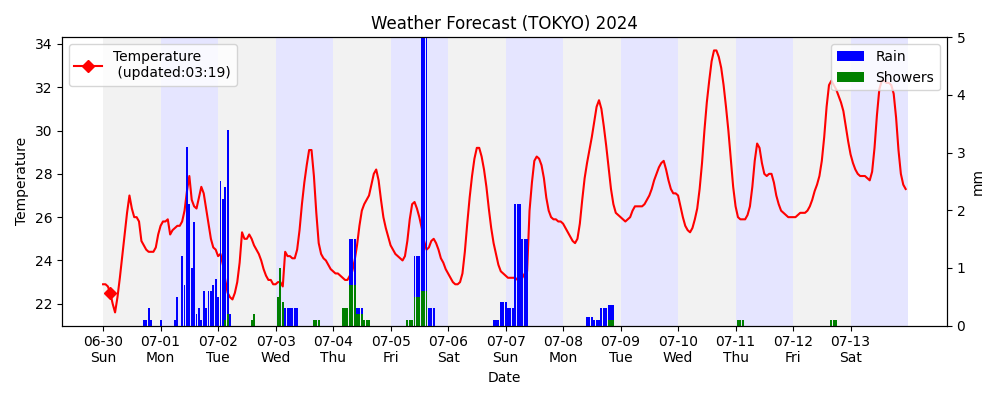 Weather Forecast (TOKYO) 2024
Temperature
(updated:03:19)
Rain
Showers
Temperature
34
32
30
28
26
24
22
5
4
3
2
1
0
mm
06-30 07-01 07-02 07-03 07-04 07-05 07-06 07-07 07-08 07-09 07-10 07-11 07-12 07-13
Sun Mon Tue Wed Thu Fri Sat Sun Mon Tue Wed Thu Fri Sat
Date